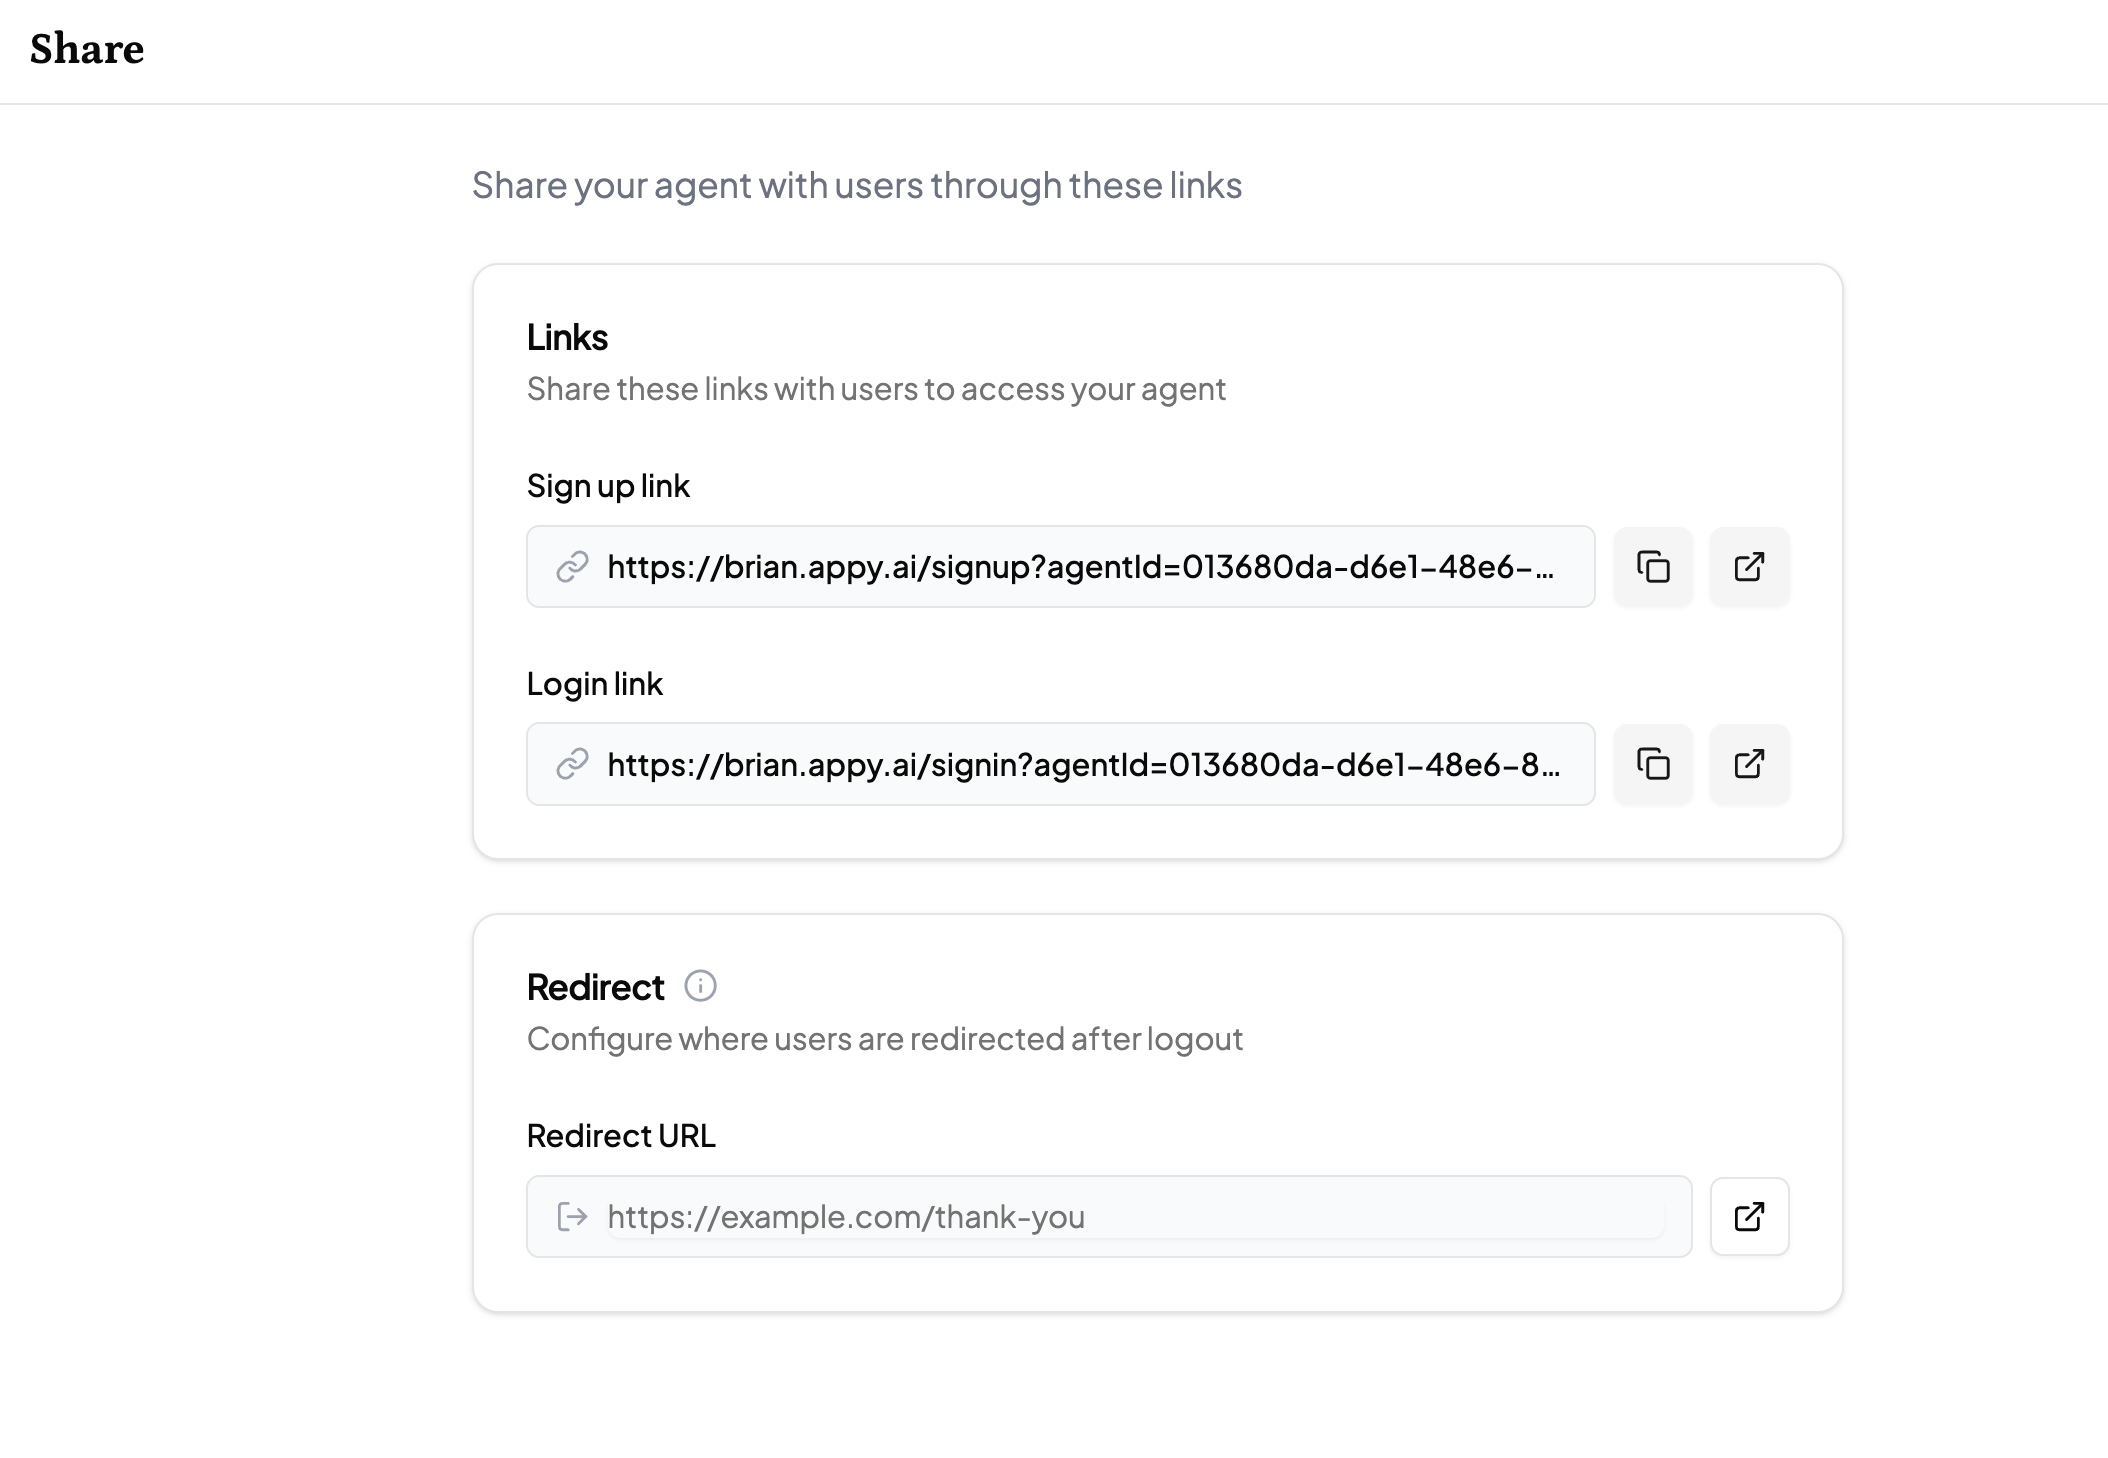 Share
Share your agent with users through these links
Links
Share these links with users to access your agent
Sign up link
https://brian.appy.ai/signup?agentId=013680da-d6e1-48e6-...
Login link
https://brian.appy.ai/signin?agentId=013680da-d6e1-48e6-8...
Redirect
Configure where users are redirected after logout
Redirect URL
https://example.com/thank-you